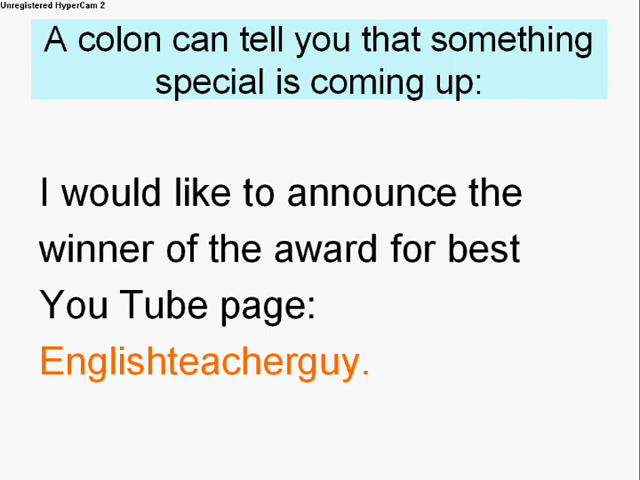 Unregistered HyperCam 2
A colon can tell you that something
special is coming up:
I would like to announce the
winner of the award for best
You Tube page:
Englishteacherguy.